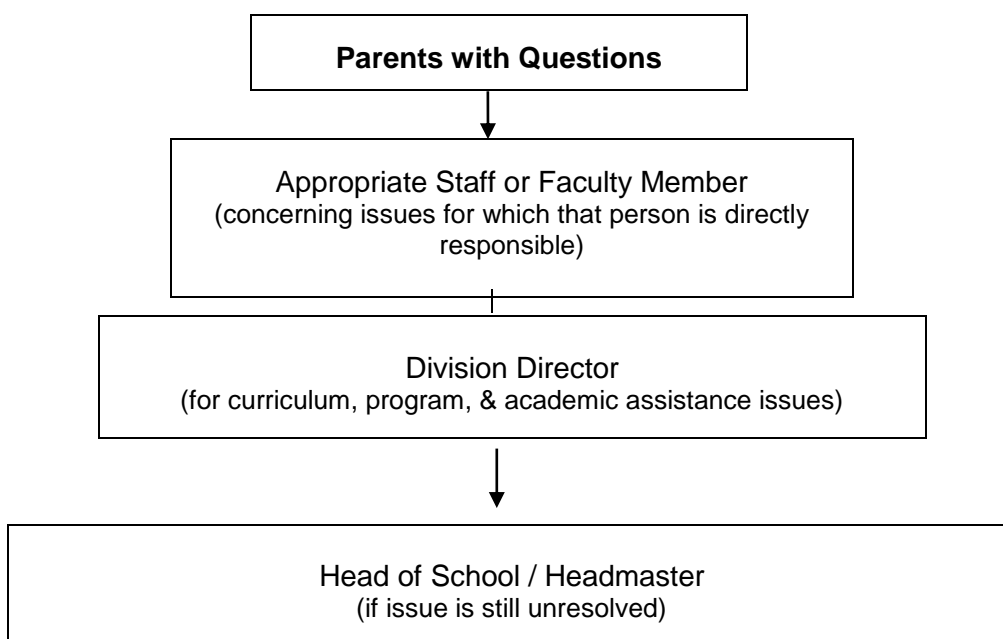 Parents with Questions
Appropriate Staff or Faculty Member
(concerning issues for which that person is directly
responsible)
Division Director
(for curriculum, program, & academic assistance issues)
Head of School / Headmaster
(if issue is still unresolved)